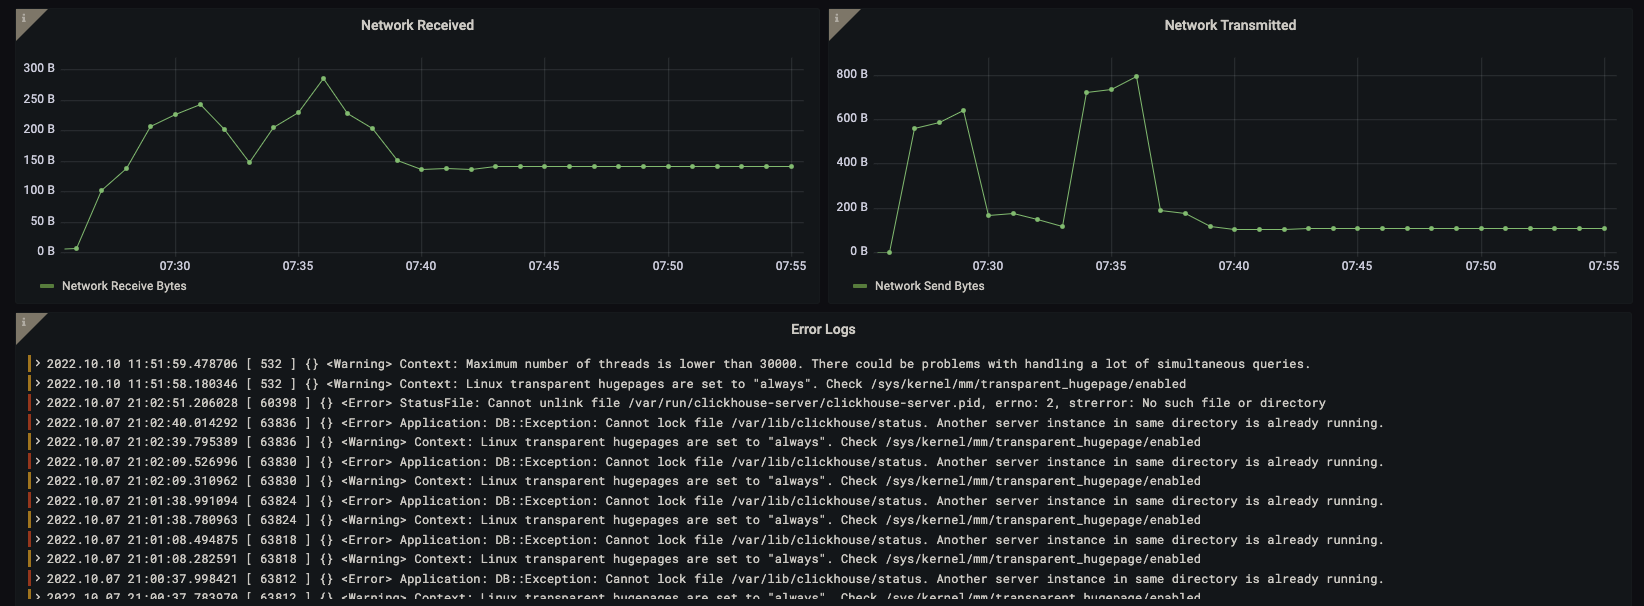 Network Received
300 B
250 B
200 B
150 B
100 B
50 B
0 B
07:30 07:35 07:40 07:45 07:50 07:55
Network Receive Bytes
Network Transmitted
800 B
600 B
400 B
200 B
0 B
07:30 07:35 07:40 07:45 07:50 07:55
Network Send Bytes
Error Logs
> 2022.10.10 11:51:59.478706 [ 532 ] {} <Warning> Context: Maximum number of threads is lower than 30000. There could be problems with handling a lot of simultaneous queries.
> 2022.10.10 11:51:58.180346 [ 532 ] {} <Warning> Context: Linux transparent hugepages are set to "always". Check /sys/kernel/mm/transparent_hugepage/enabled
> 2022.10.07 21:02:51.206028 [ 60398 ] {} <Error> StatusFile: Cannot unlink file /var/run/clickhouse-server/clickhouse-server.pid, errno: 2, strerror: No such file or directory
> 2022.10.07 21:02:40.014292 [ 63836 ] {} <Error> Application: DB::Exception: Cannot lock file /var/lib/clickhouse/status. Another server instance in same directory is already running.
> 2022.10.07 21:02:39.795389 [ 63836 ] {} <Warning> Context: Linux transparent hugepages are set to "always". Check /sys/kernel/mm/transparent_hugepage/enabled
> 2022.10.07 21:02:09.526996 [ 63830 ] {} <Error> Application: DB::Exception: Cannot lock file /var/lib/clickhouse/status. Another server instance in same directory is already running.
> 2022.10.07 21:02:09.310962 [ 63830 ] {} <Warning> Context: Linux transparent hugepages are set to "always". Check /sys/kernel/mm/transparent_hugepage/enabled
> 2022.10.07 21:01:38.991094 [ 63824 ] {} <Error> Application: DB::Exception: Cannot lock file /var/lib/clickhouse/status. Another server instance in same directory is already running.
> 2022.10.07 21:01:38.780963 [ 63824 ] {} <Warning> Context: Linux transparent hugepages are set to "always". Check /sys/kernel/mm/transparent_hugepage/enabled
> 2022.10.07 21:01:08.494875 [ 63818 ] {} <Error> Application: DB::Exception: Cannot lock file /var/lib/clickhouse/status. Another server instance in same directory is already running.
> 2022.10.07 21:01:08.282591 [ 63818 ] {} <Warning> Context: Linux transparent hugepages are set to "always". Check /sys/kernel/mm/transparent_hugepage/enabled
> 2022.10.07 21:00:37.998421 [ 63812 ] {} <Error> Application: DB::Exception: Cannot lock file /var/lib/clickhouse/status. Another server instance in same directory is already running.
> 2022.10.07 21:00:37.783970 [ 63812 ] {} <Warning> Context: Linux transparent hugepages are set to "always". Check /sys/kernel/mm/transparent_hugepage/enabled